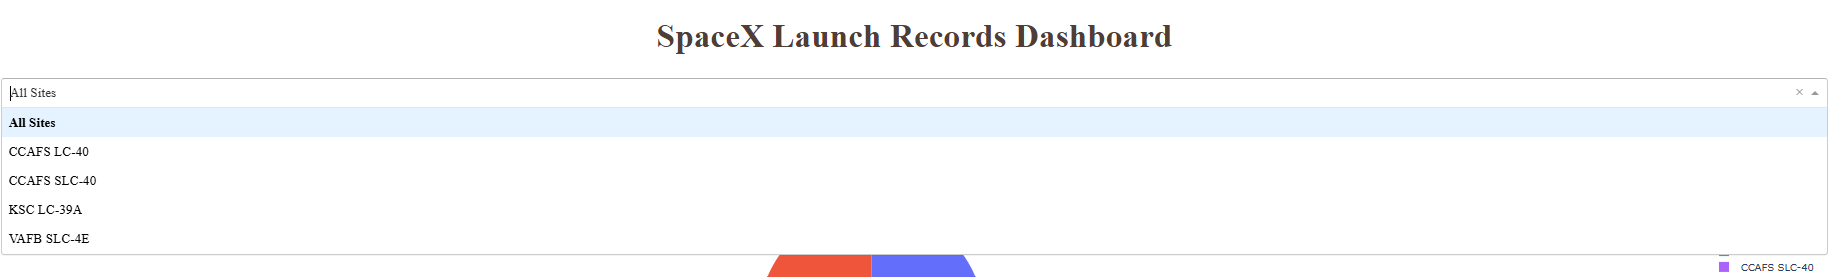 SpaceX Launch Records Dashboard
All Sites
All Sites
CCAFS LC-40
CCAFS SLC-40
KSC LC-39A
VAFB SLC-4E
CCAFS SLC-40